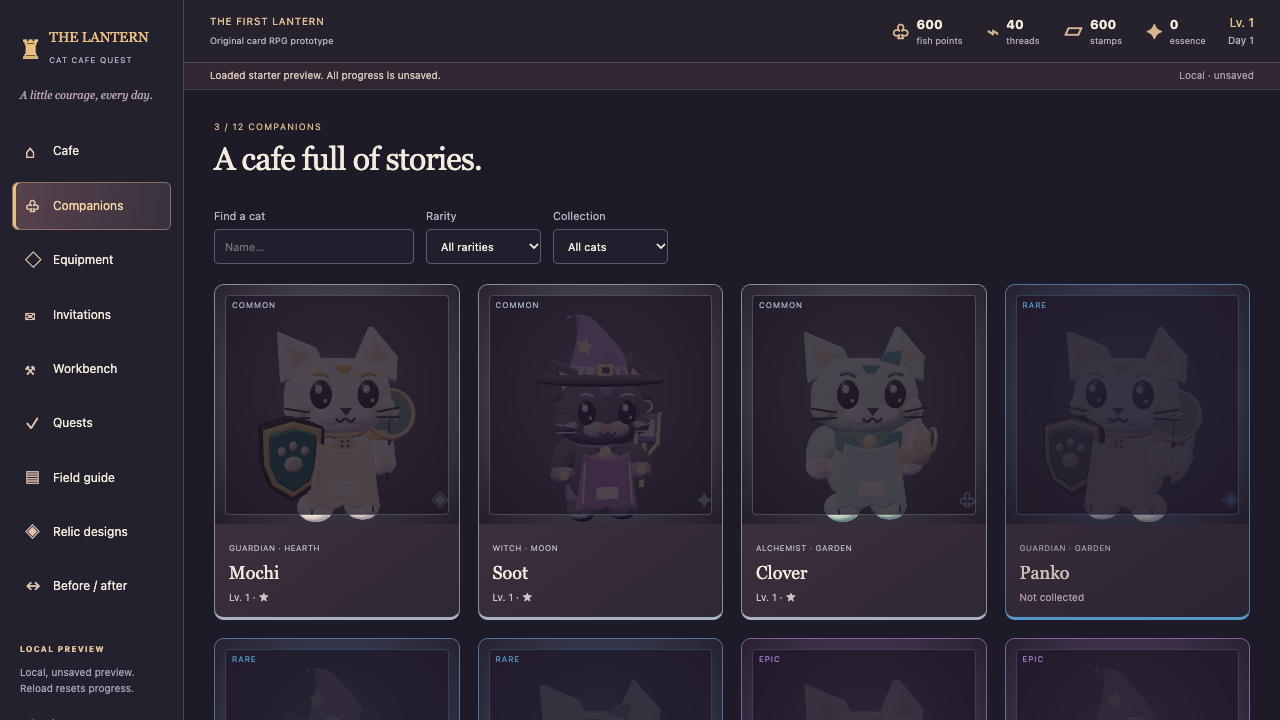 THE LANTERN
CAT CAFE QUEST
A little courage, every day.
Cafe
Companions
Equipment
Invitations
Workbench
Quests
Field guide
Relic designs
Before / after
LOCAL PREVIEW
Local, unsaved preview.
Reload resets progress.
THE FIRST LANTERN
Original card RPG prototype
600
fish points
40
threads
600
stamps
0
essence
Lv. 1
Day 1
Loaded starter preview. All progress is unsaved.
Local · unsaved
3 / 12 COMPANIONS
A cafe full of stories.
Find a cat
Name...
Rarity
All rarities
Collection
All cats
COMMON
GUARDIAN · HEARTH
Mochi
Lv. 1 · ★
COMMON
WITCH · MOON
Soot
Lv. 1 · ★
COMMON
ALCHEMIST · GARDEN
Clover
Lv. 1 · ★
RARE
GUARDIAN · GARDEN
Panko
Not collected
RARE
RARE
EPIC
EPIC